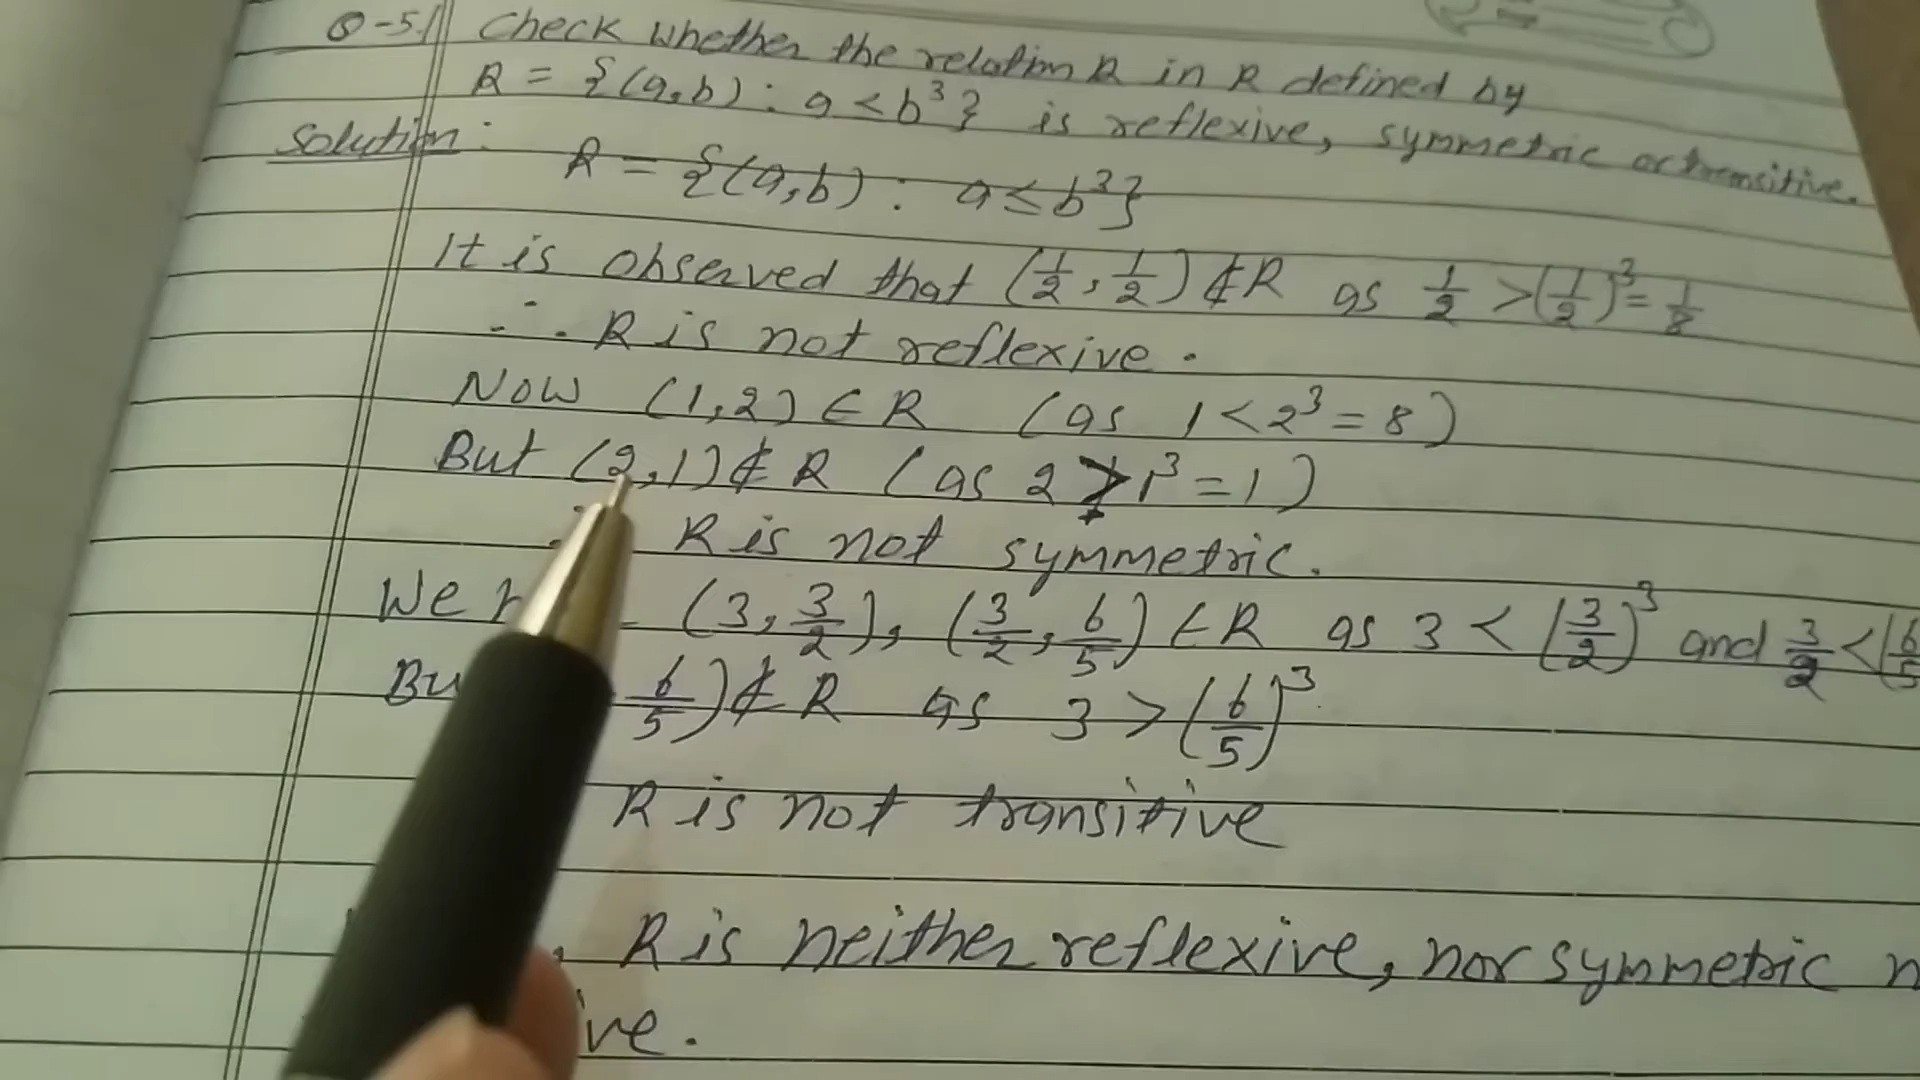 Q-5. Check whether the relation R in R defined by
R = {(a,b) : a < b³} is reflexive, symmetric or transitive.
Solution: R = {(a,b) : a ≤ b³}
It is observed that (1/2, 1/2) ∉ R as 1/2 > (1/2)³ = 1/8
∴ R is not reflexive.
Now (1,2) ∈ R (as 1 < 2³ = 8)
But (2,1) ∉ R (as 2 > 1³ = 1)
R is not symmetric.
We (3, 3/2), (3/2, 6/5) ∈ R as 3 < (3/2)³ and 3/2 < (6/5
6/5) ∉ R as 3 > (6/5)³
R is not transitive
R is neither reflexive, nor symmetric